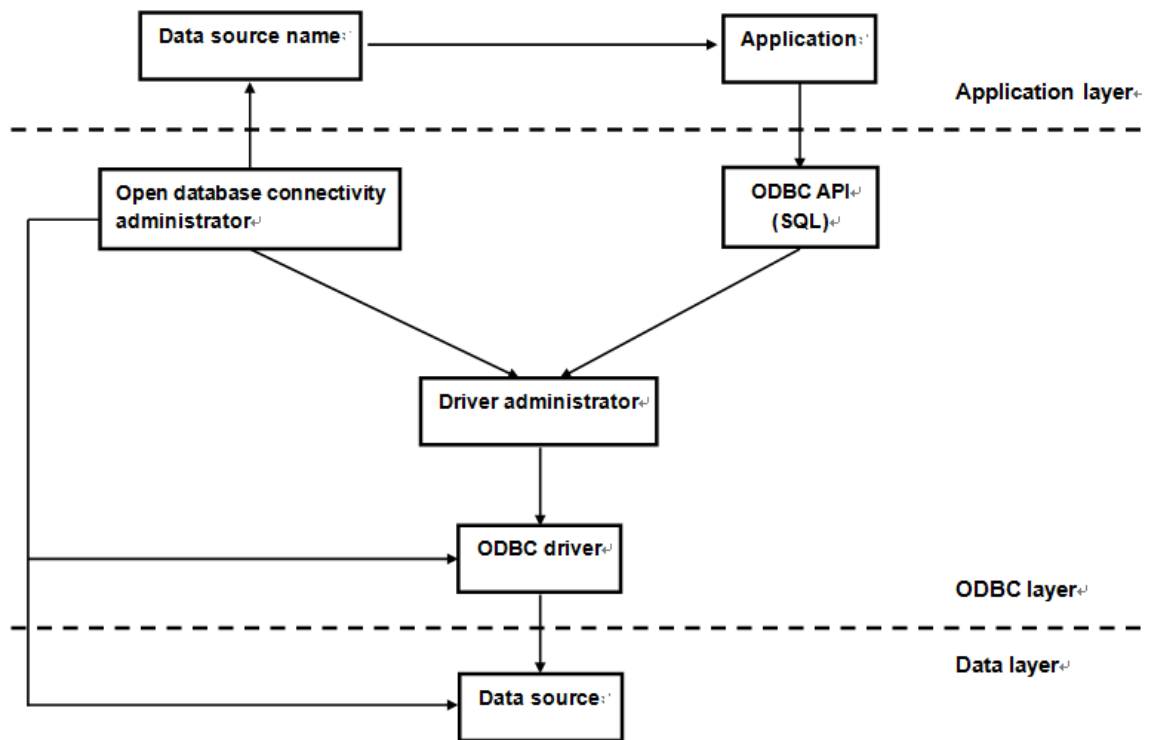 Data source name
Application
Application layer
Open database connectivity
administrator
ODBC API
(SQL)
Driver administrator
ODBC driver
ODBC layer
Data layer
Data source